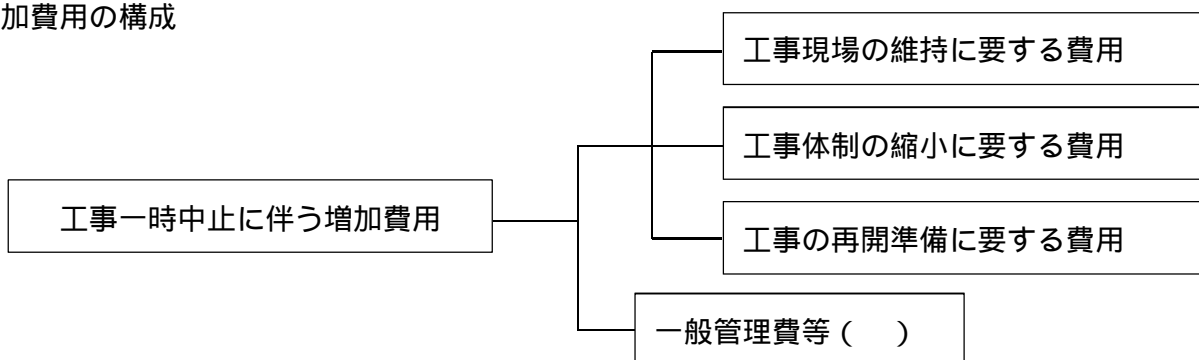 加費用の構成
工事現場の維持に要する費用
工事体制の縮小に要する費用
工事一時中止に伴う増加費用
工事の再開準備に要する費用
一般管理費等(　)